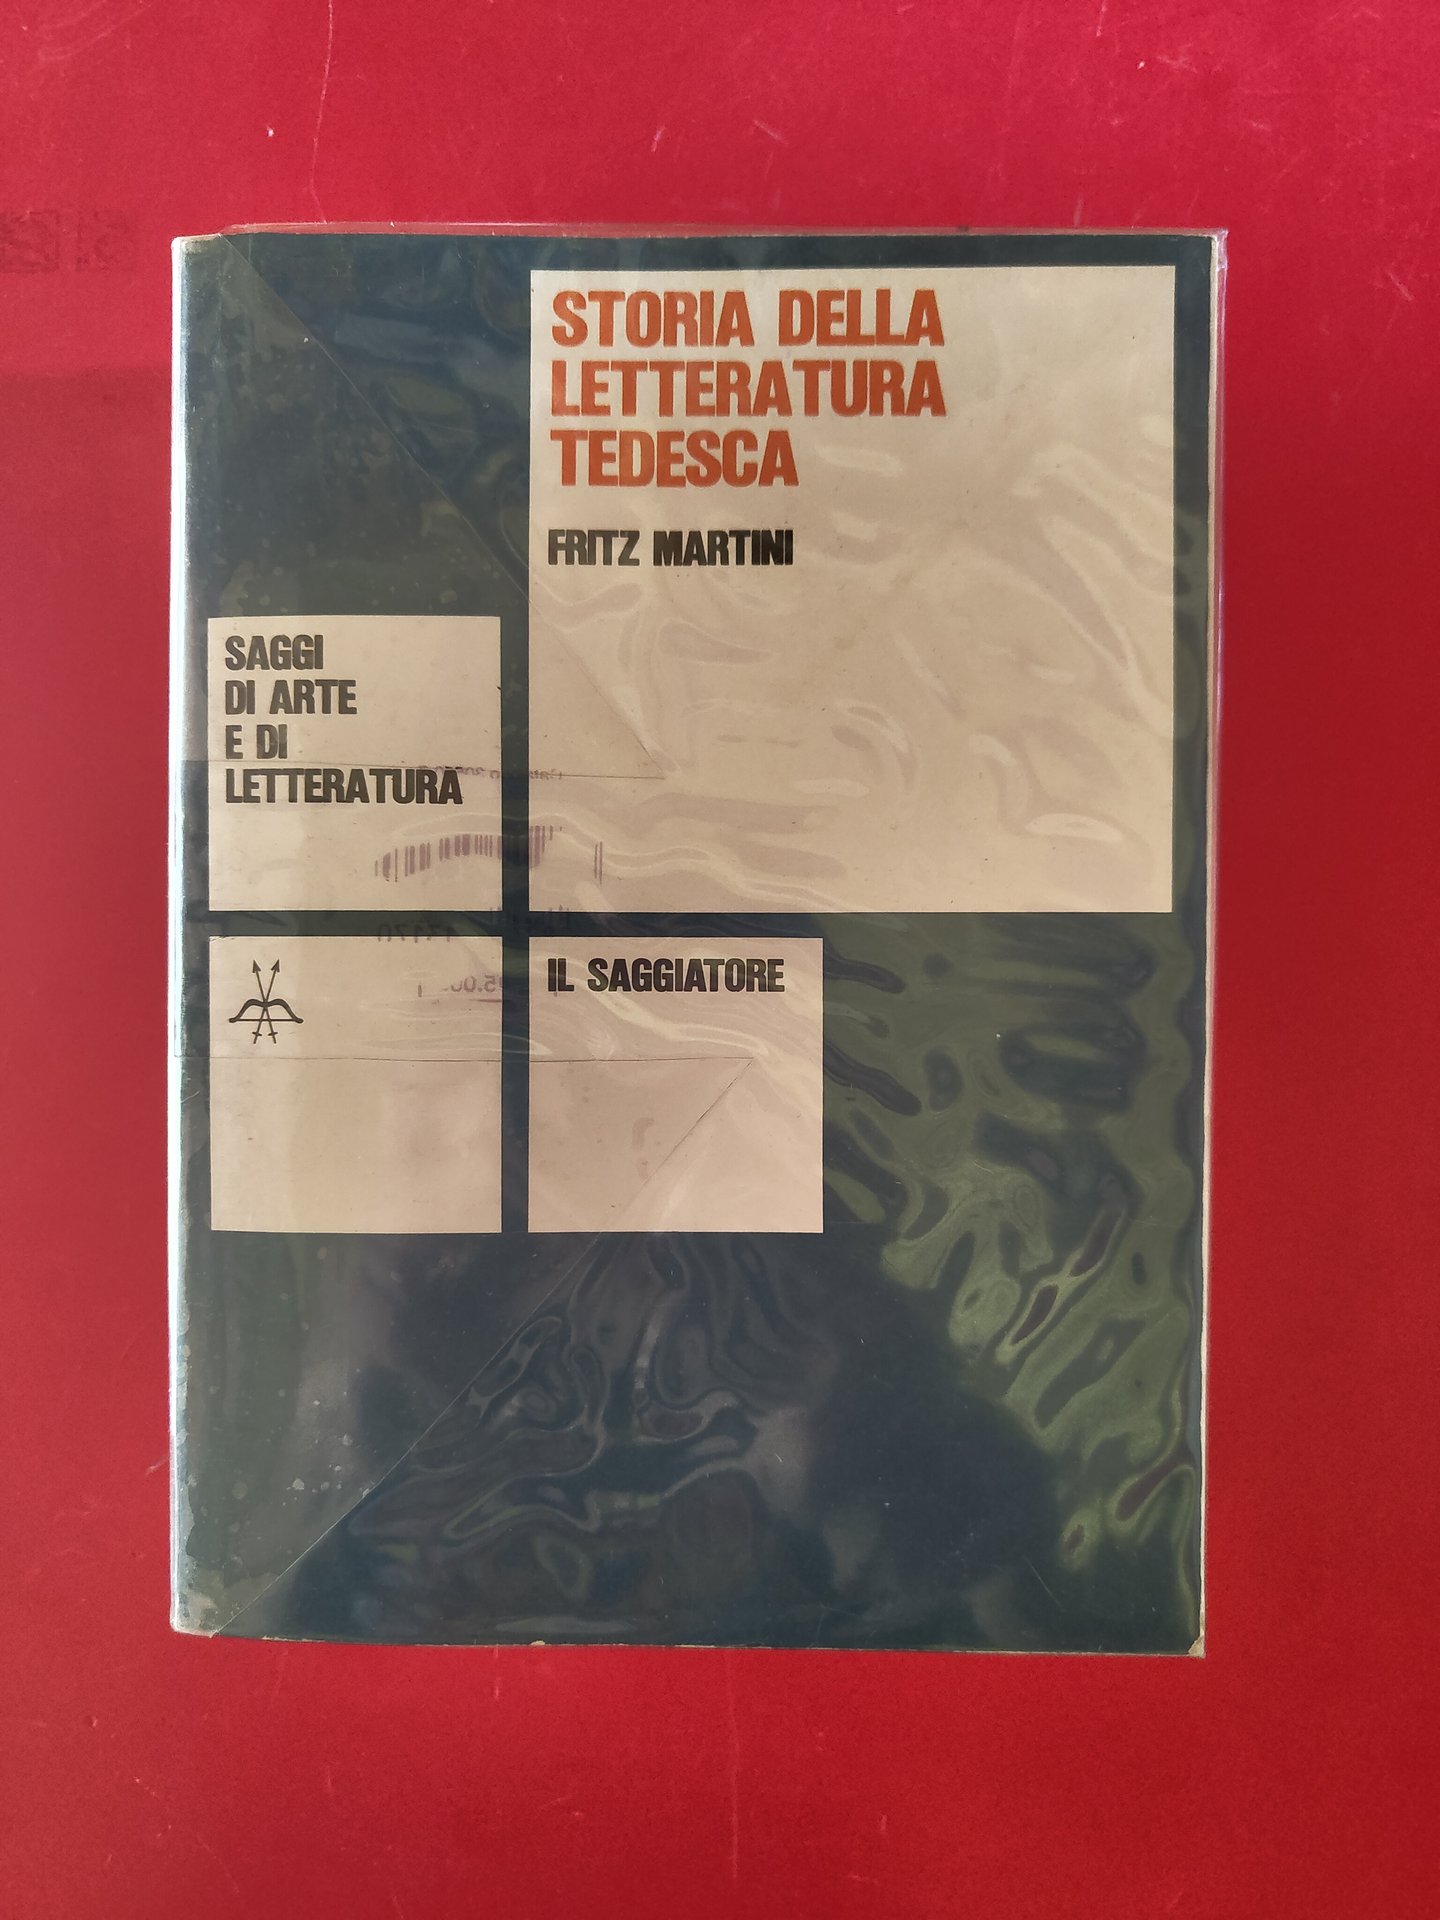 STORIA DELLA
LETTERATURA
TEDESCA
FRITZ MARTINI
SAGGI
DI ARTE
E DI
LETTERATURA
IL SAGGIATORE